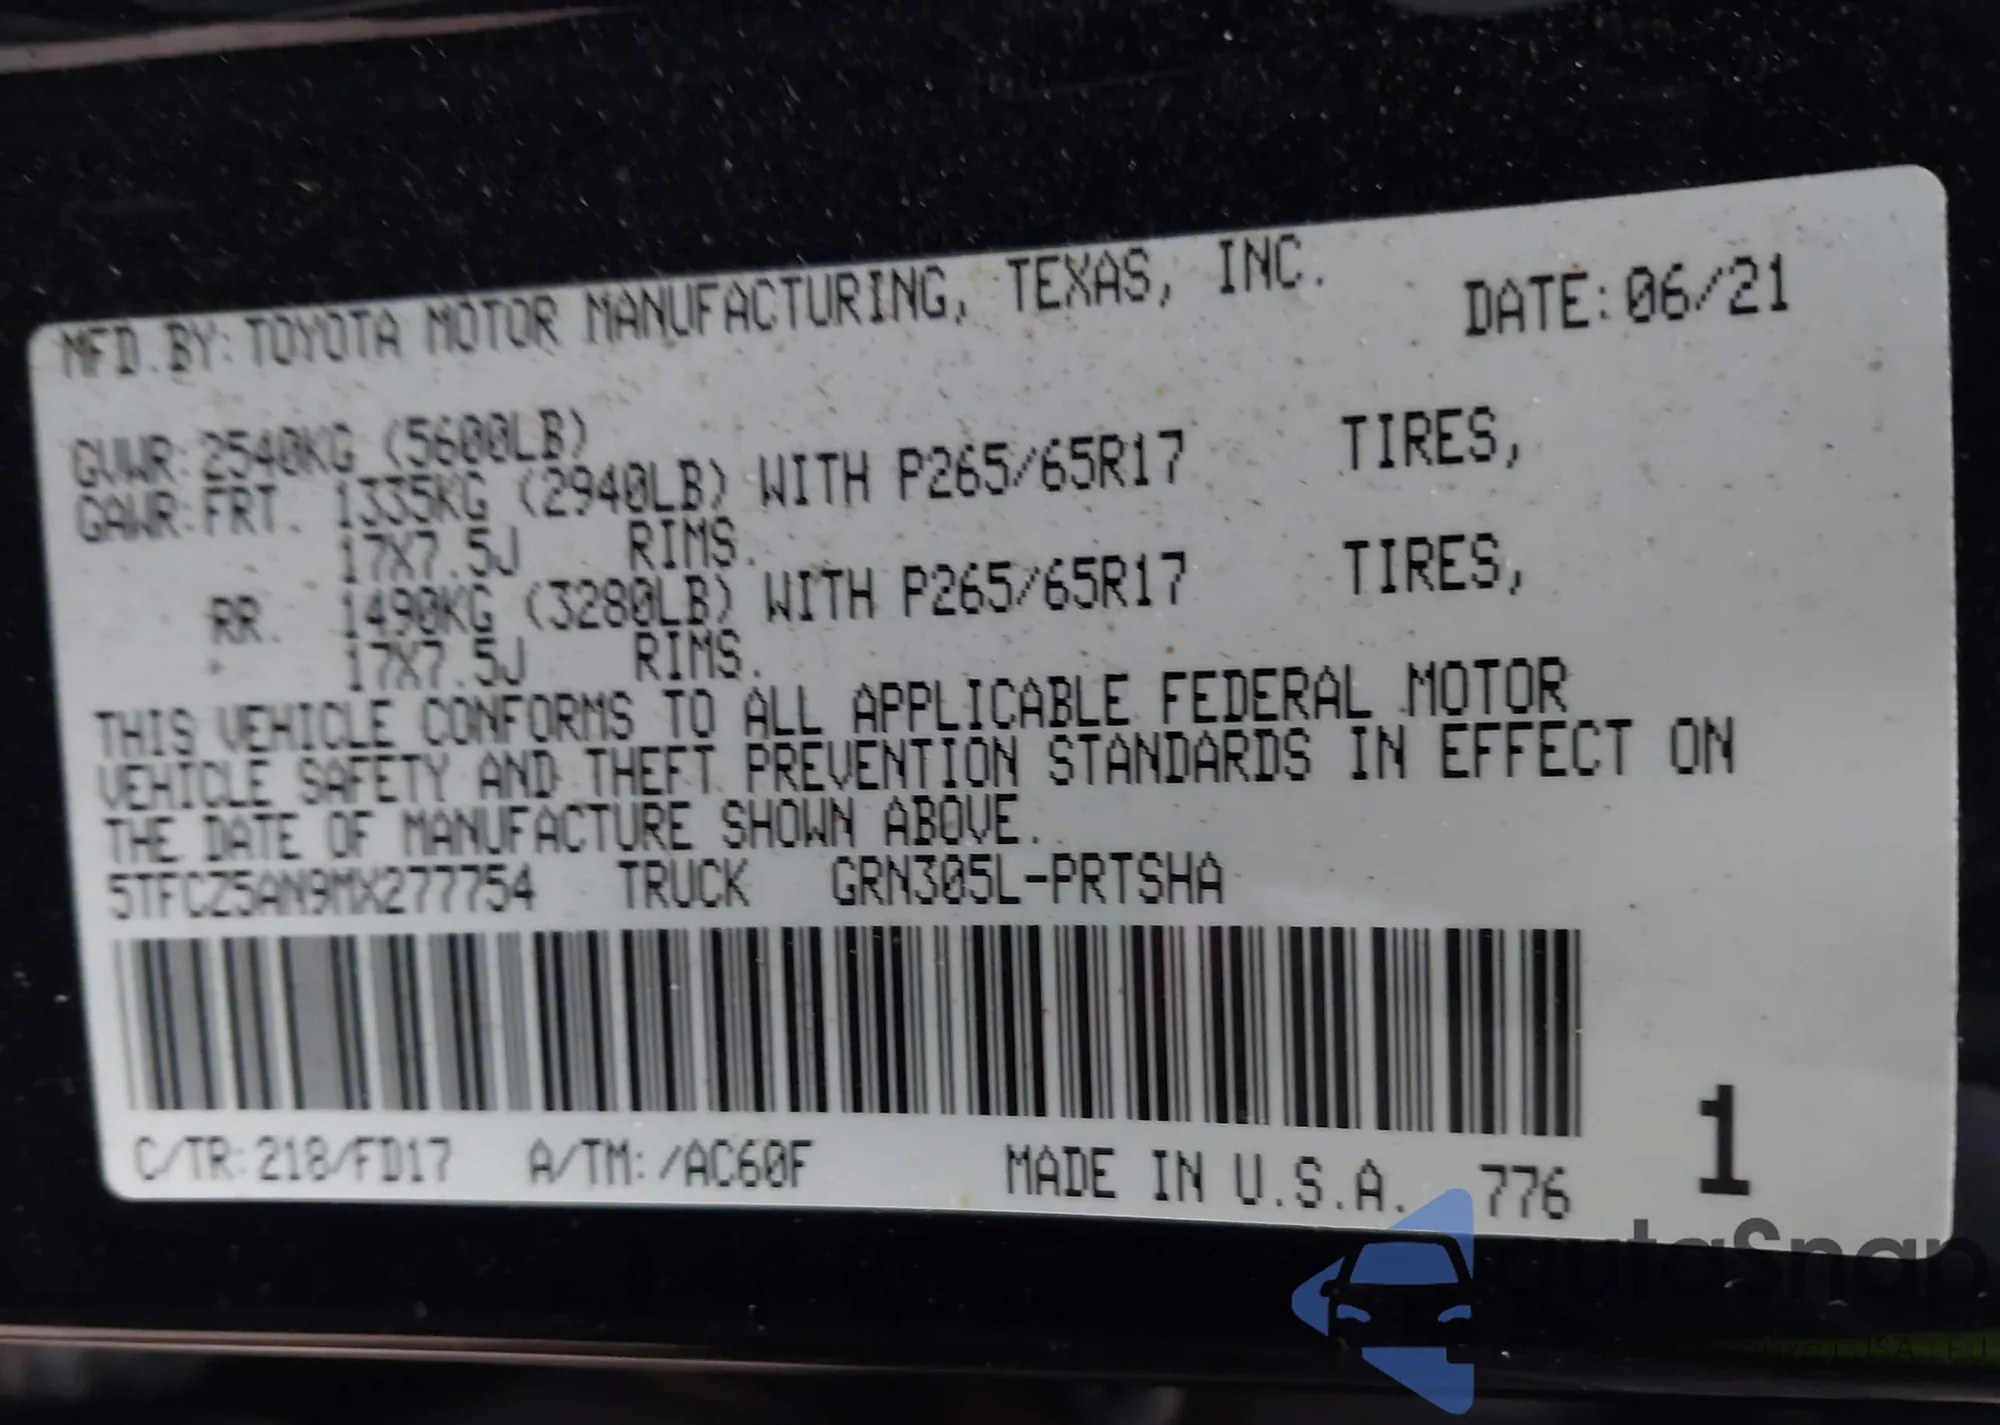 MFD. BY: TOYOTA MOTOR MANUFACTURING, TEXAS, INC. DATE: 06/21
GVWR: 2540KG (5600LB)
GAWR: FRT. 1335KG (2940LB) WITH P265/65R17 TIRES,
17X7.5J RIMS.
RR. 1490KG (3280LB) WITH P265/65R17 TIRES,
17X7.5J RIMS.
THIS VEHICLE CONFORMS TO ALL APPLICABLE FEDERAL MOTOR
VEHICLE SAFETY AND THEFT PREVENTION STANDARDS IN EFFECT ON
THE DATE OF MANUFACTURE SHOWN ABOVE.
5TFCZ5AN9MX277754 TRUCK GRN305L-PRTSHA
C/TR: 218/FD17 A/TM: /AC60F MADE IN U.S.A. 776 1
autoSnap